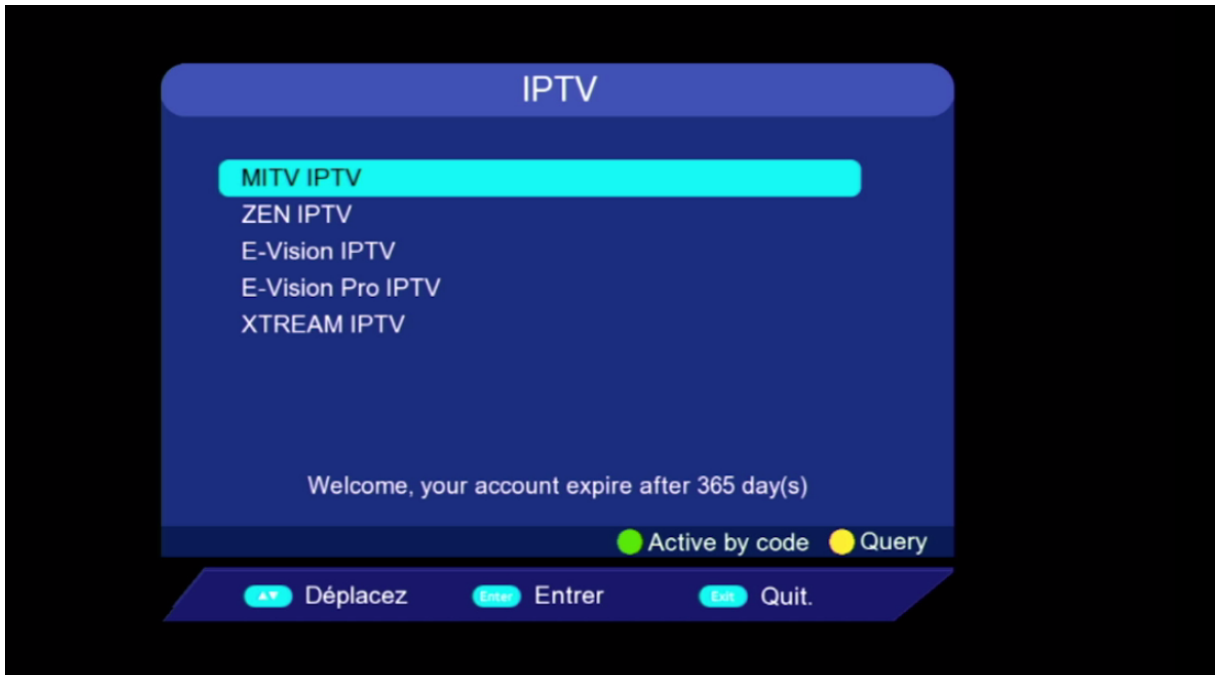 IPTV
MITV IPTV
ZEN IPTV
E-Vision IPTV
E-Vision Pro IPTV
XTREAM IPTV
Welcome, your account expire after 365 day(s)
Active by code Query
Déplacez Enter Entrer Exit Quit.